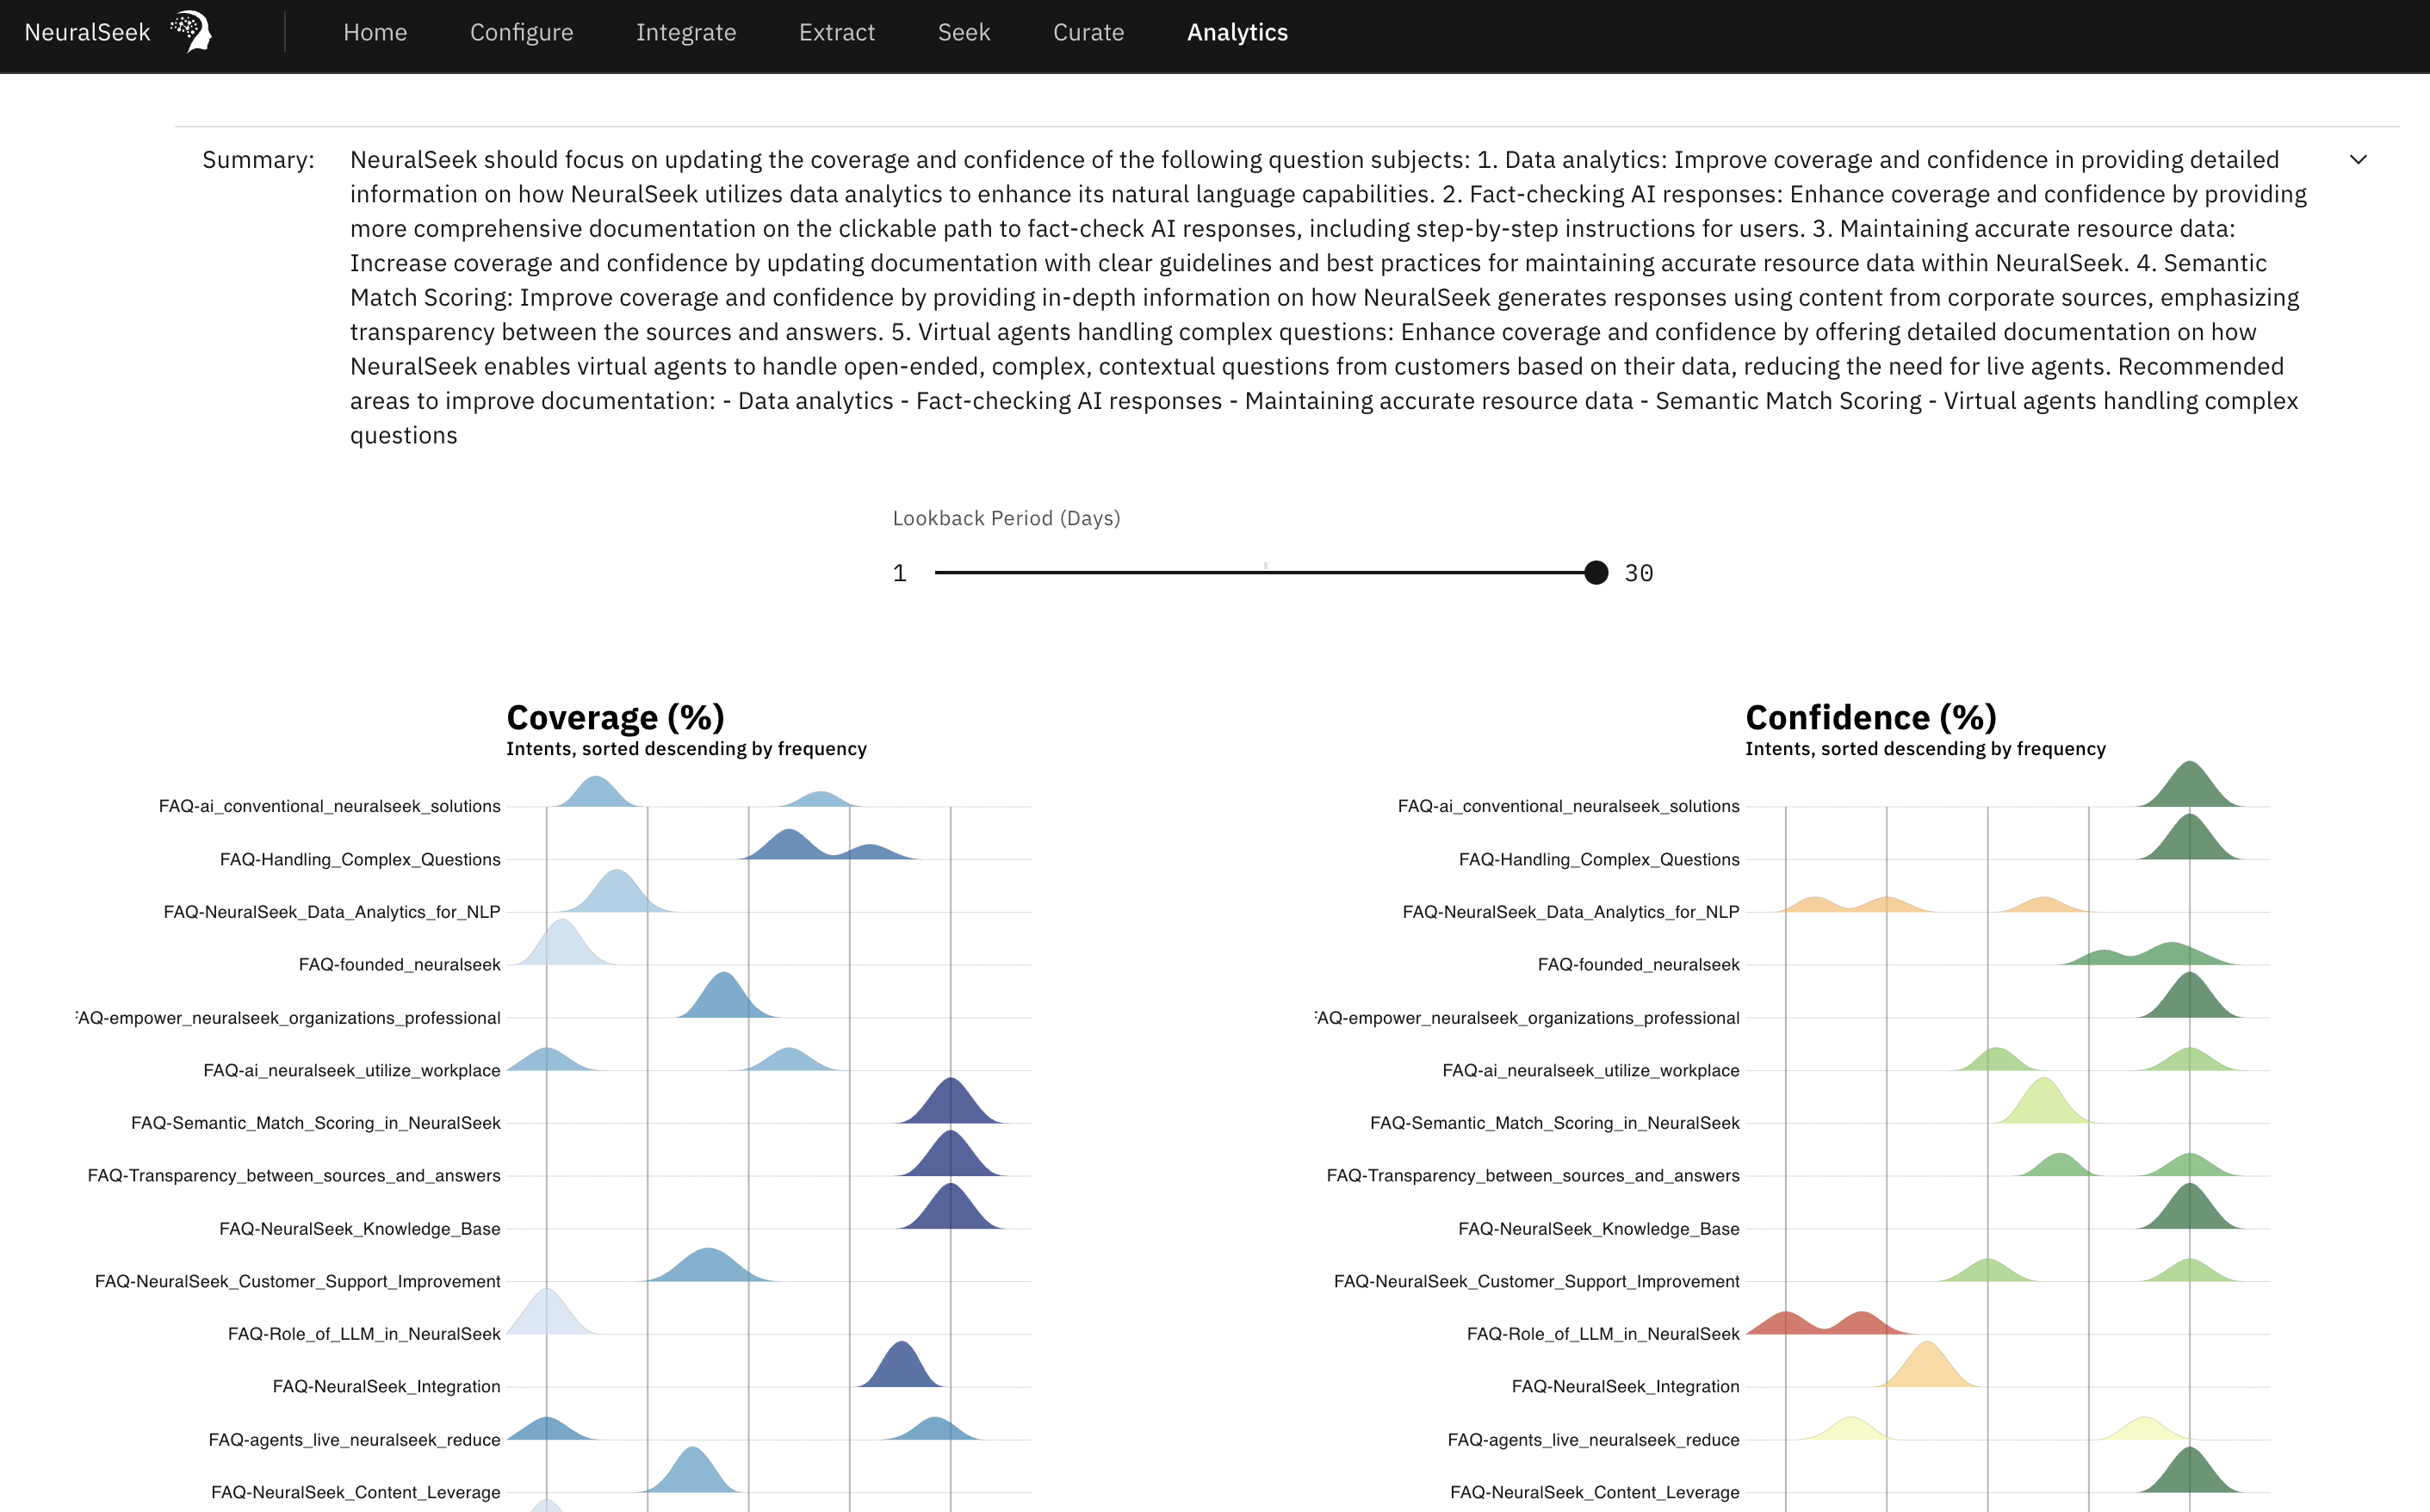 NeuralSeek Home Configure Integrate Extract Seek Curate Analytics
Summary: NeuralSeek should focus on updating the coverage and confidence of the following question subjects: 1. Data analytics: Improve coverage and confidence in providing detailed
information on how NeuralSeek utilizes data analytics to enhance its natural language capabilities. 2. Fact-checking AI responses: Enhance coverage and confidence by providing
more comprehensive documentation on the clickable path to fact-check AI responses, including step-by-step instructions for users. 3. Maintaining accurate resource data:
Increase coverage and confidence by updating documentation with clear guidelines and best practices for maintaining accurate resource data within NeuralSeek. 4. Semantic
Match Scoring: Improve coverage and confidence by providing in-depth information on how NeuralSeek generates responses using content from corporate sources, emphasizing
transparency between the sources and answers. 5. Virtual agents handling complex questions: Enhance coverage and confidence by offering detailed documentation on how
NeuralSeek enables virtual agents to handle open-ended, complex, contextual questions from customers based on their data, reducing the need for live agents. Recommended
areas to improve documentation: - Data analytics - Fact-checking AI responses - Maintaining accurate resource data - Semantic Match Scoring - Virtual agents handling complex
questions
Lookback Period (Days)
1 30
Coverage (%)
Intents, sorted descending by frequency
FAQ-ai_conventional_neuralseek_solutions
FAQ-Handling_Complex_Questions
FAQ-NeuralSeek_Data_Analytics_for_NLP
FAQ-founded_neuralseek
FAQ-empower_neuralseek_organizations_professional
FAQ-ai_neuralseek_utilize_workplace
FAQ-Semantic_Match_Scoring_in_NeuralSeek
FAQ-Transparency_between_sources_and_answers
FAQ-NeuralSeek_Knowledge_Base
FAQ-NeuralSeek_Customer_Support_Improvement
FAQ-Role_of_LLM_in_NeuralSeek
FAQ-NeuralSeek_Integration
FAQ-agents_live_neuralseek_reduce
FAQ-NeuralSeek_Content_Leverage
Confidence (%)
Intents, sorted descending by frequency
FAQ-ai_conventional_neuralseek_solutions
FAQ-Handling_Complex_Questions
FAQ-NeuralSeek_Data_Analytics_for_NLP
FAQ-founded_neuralseek
FAQ-empower_neuralseek_organizations_professional
FAQ-ai_neuralseek_utilize_workplace
FAQ-Semantic_Match_Scoring_in_NeuralSeek
FAQ-Transparency_between_sources_and_answers
FAQ-NeuralSeek_Knowledge_Base
FAQ-NeuralSeek_Customer_Support_Improvement
FAQ-Role_of_LLM_in_NeuralSeek
FAQ-NeuralSeek_Integration
FAQ-agents_live_neuralseek_reduce
FAQ-NeuralSeek_Content_Leverage